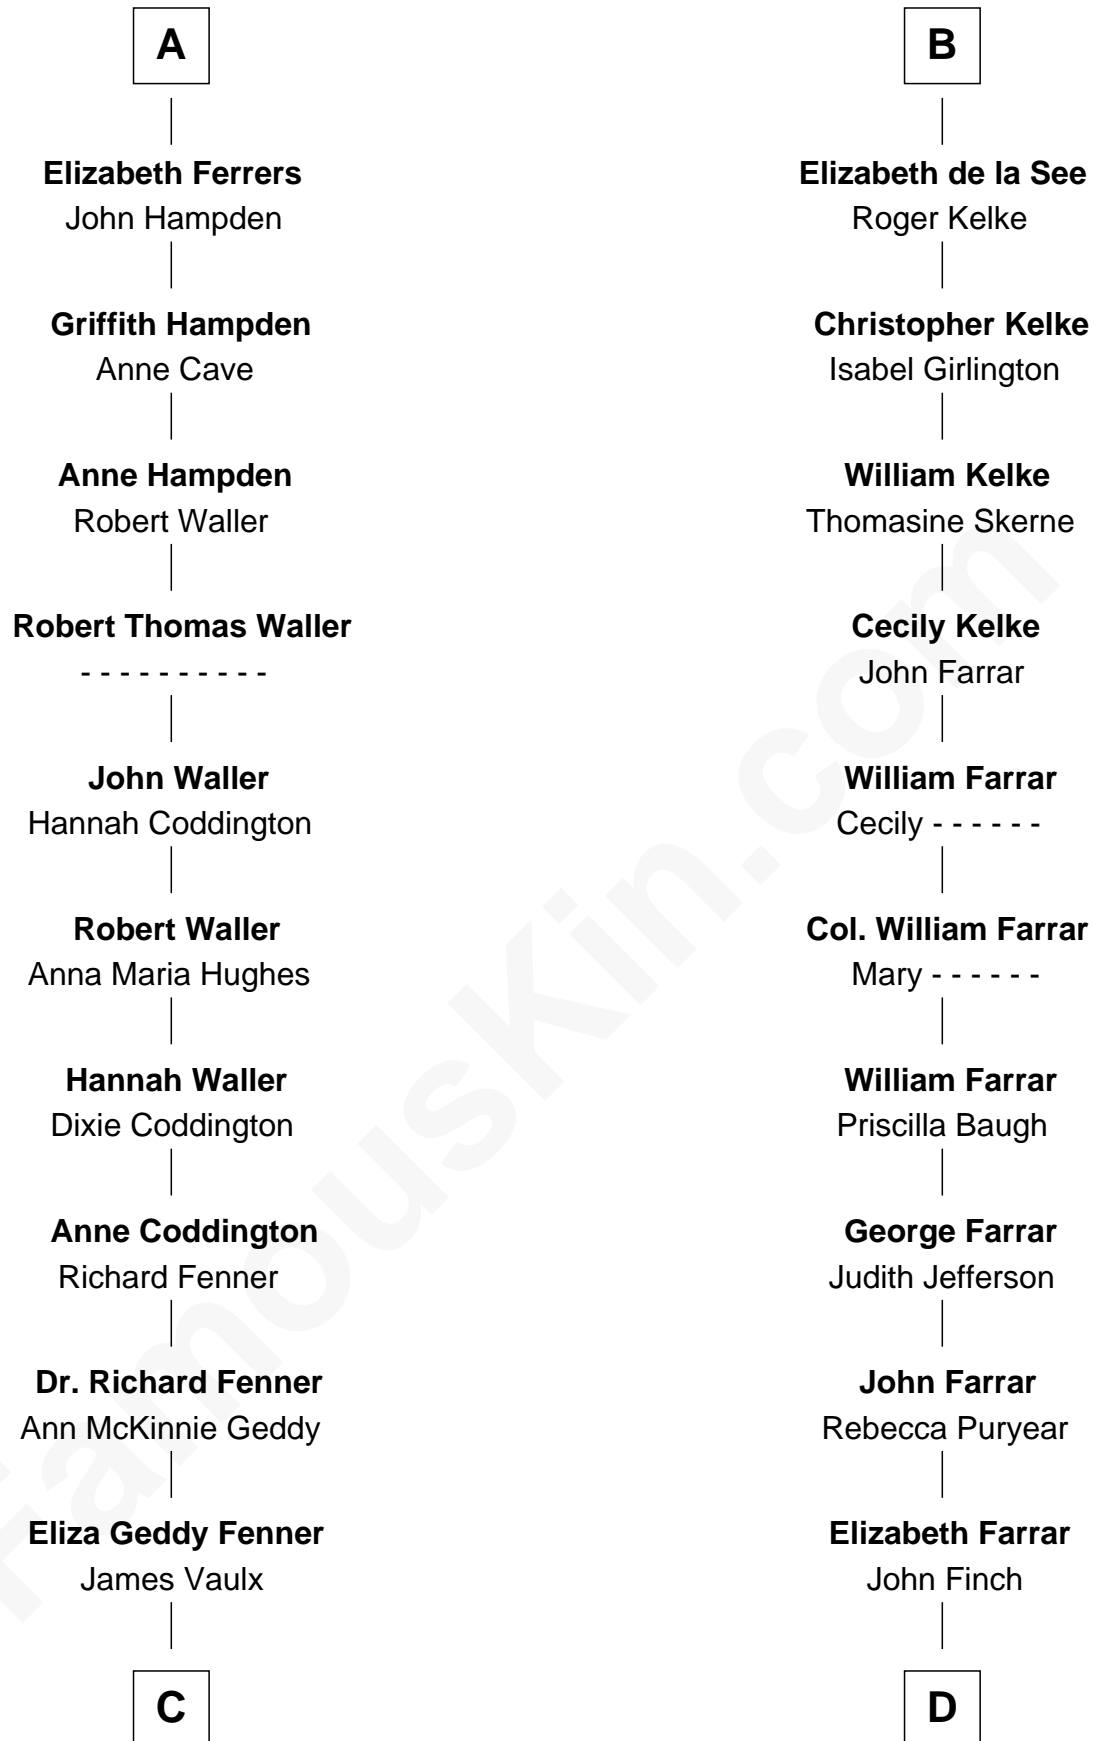 A
Elizabeth Ferrers
John Hampden
Griffith Hampden
Anne Cave
Anne Hampden
Robert Waller
Robert Thomas Waller
- - - - - - - - - -
John Waller
Hannah Coddington
Robert Waller
Anna Maria Hughes
Hannah Waller
Dixie Coddington
Anne Coddington
Richard Fenner
Dr. Richard Fenner
Ann McKinnie Geddy
Eliza Geddy Fenner
James Vaulx
C
B
Elizabeth de la See
Roger Kelke
Christopher Kelke
Isabel Girlington
William Kelke
Thomasine Skerne
Cecily Kelke
John Farrar
William Farrar
Cecily - - - - - -
Col. William Farrar
Mary - - - - - -
William Farrar
Priscilla Baugh
George Farrar
Judith Jefferson
John Farrar
Rebecca Puryear
Elizabeth Farrar
John Finch
D
FamousKin.com